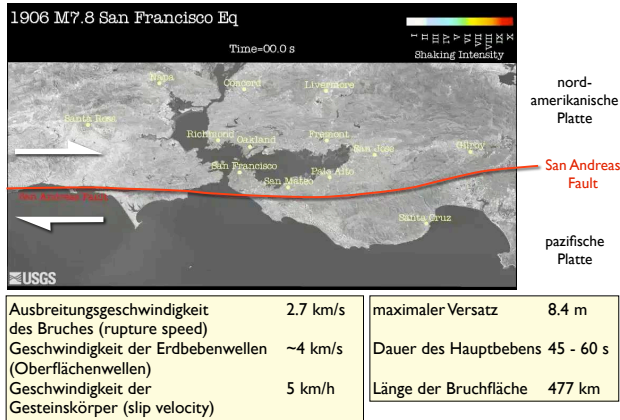 1906 M7.8 San Francisco Eq
Time=00.0 s
I II III IV V VI VII VIII IX X
Shaking Intensity
Napa
Concord
Livermore
Santa Rosa
Richmond
Oakland
Fremont
San Jose
Gilroy
San Francisco
San Mateo
Palo Alto
San Andreas Fault
Santa Cruz
USGS
nord-
amerikanische
Platte
San Andreas
Fault
pazifische
Platte
Ausbreitungsgeschwindigkeit 2.7 km/s
des Bruches (rupture speed)
Geschwindigkeit der Erdbebenwellen ~4 km/s
(Oberflächenwellen)
Geschwindigkeit der 5 km/h
Gesteinskörper (slip velocity)
maximaler Versatz 8.4 m
Dauer des Hauptbebens 45 - 60 s
Länge der Bruchfläche 477 km